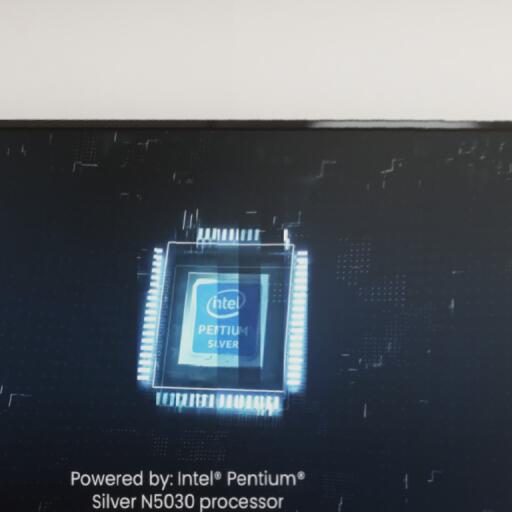 intel
PENTIUM
SILVER
Powered by: Intel® Pentium®
Silver N5030 processor